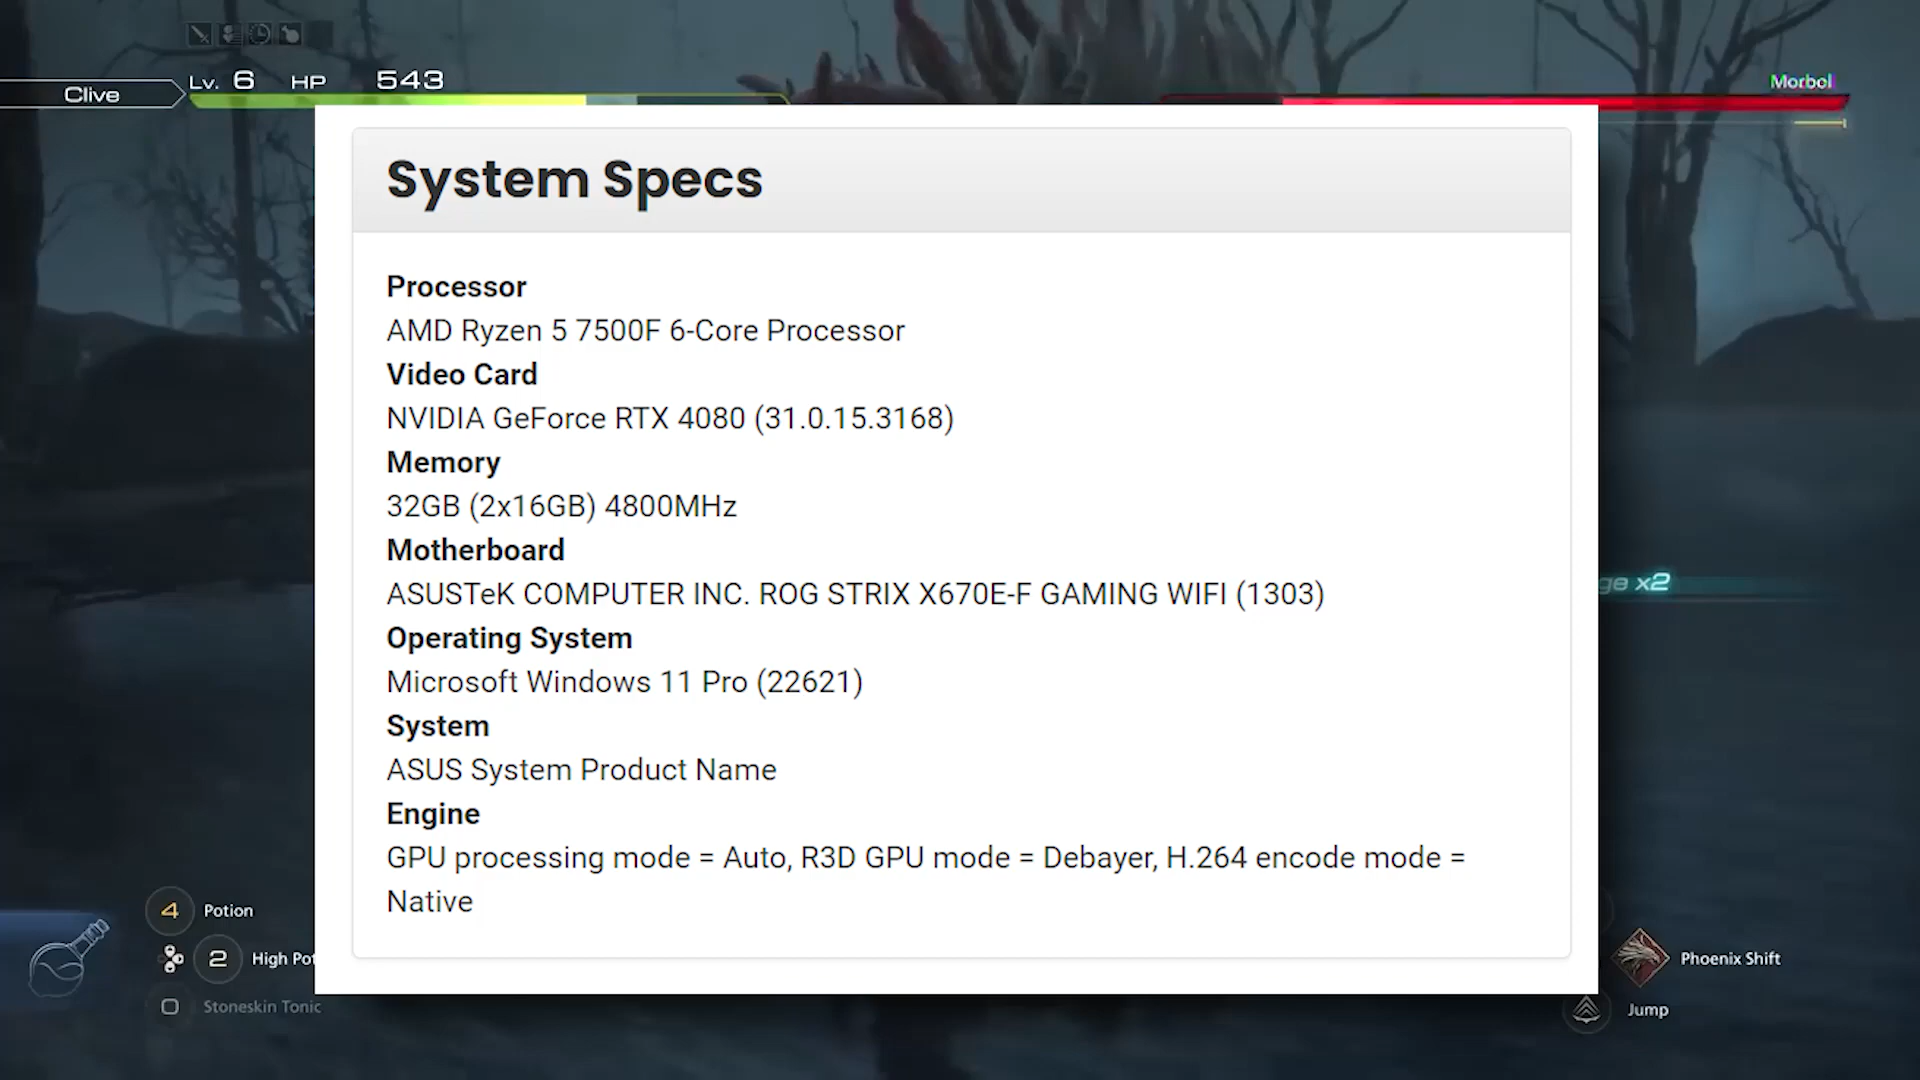 Clive
Lv. 6 HP 543
Morbol
System Specs
Processor
AMD Ryzen 5 7500F 6-Core Processor
Video Card
NVIDIA GeForce RTX 4080 (31.0.15.3168)
Memory
32GB (2x16GB) 4800MHz
Motherboard
ASUSTeK COMPUTER INC. ROG STRIX X670E-F GAMING WIFI (1303)
Operating System
Microsoft Windows 11 Pro (22621)
System
ASUS System Product Name
Engine
GPU processing mode = Auto, R3D GPU mode = Debayer, H.264 encode mode =
Native
x2
4 Potion
2 High
Stoneskin Tonic
Phoenix Shift
Jump